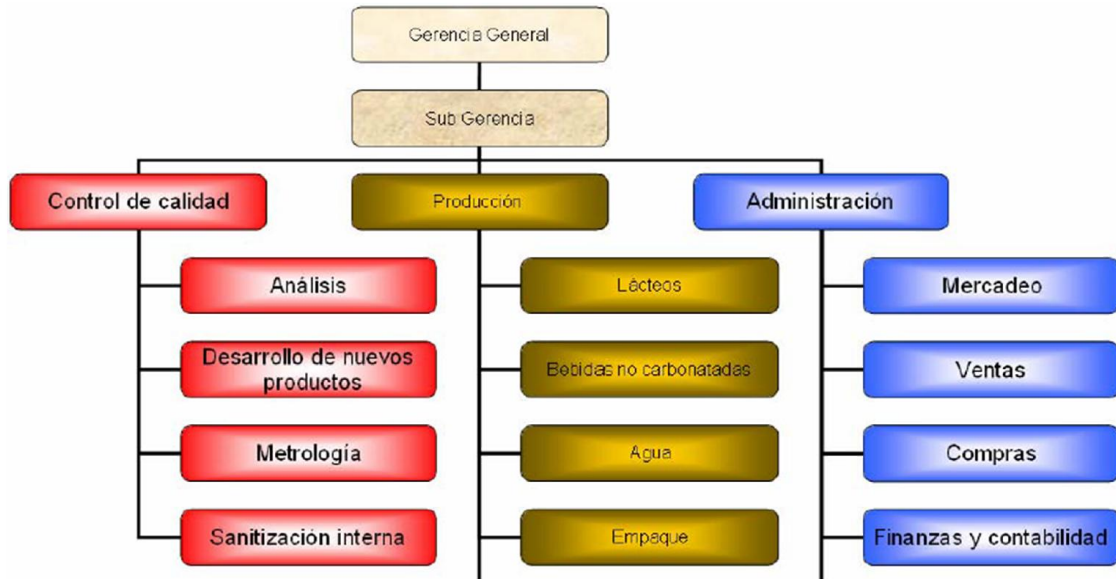 Gerencia General
Sub Gerencia
Control de calidad
Producción
Administración
Análisis
Lácteos
Mercadeo
Desarrollo de nuevos
productos
Bebidas no carbonatadas
Ventas
Metrología
Agua
Compras
Sanitización interna
Empaque
Finanzas y contabilidad